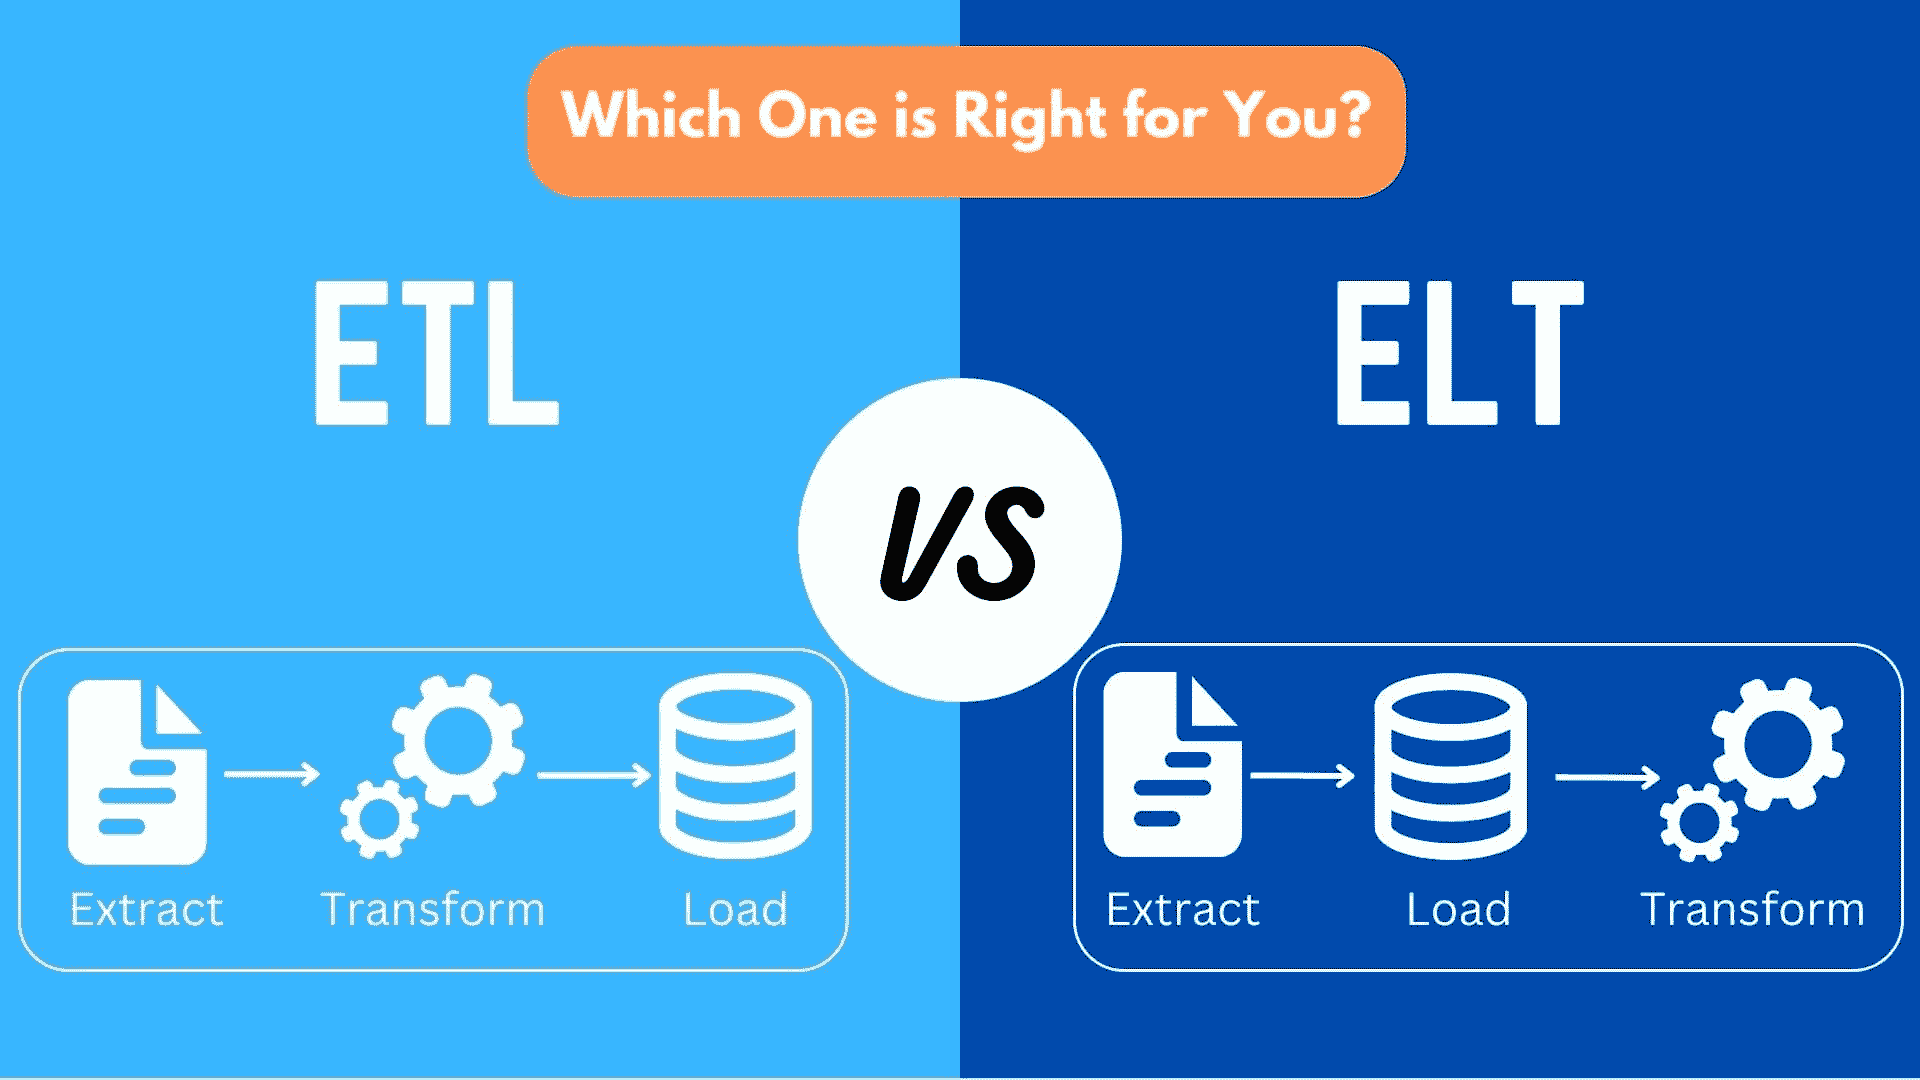 Which One is Right for You?
ETL
ELT
VS
Extract
Transform
Load
Extract
Load
Transform